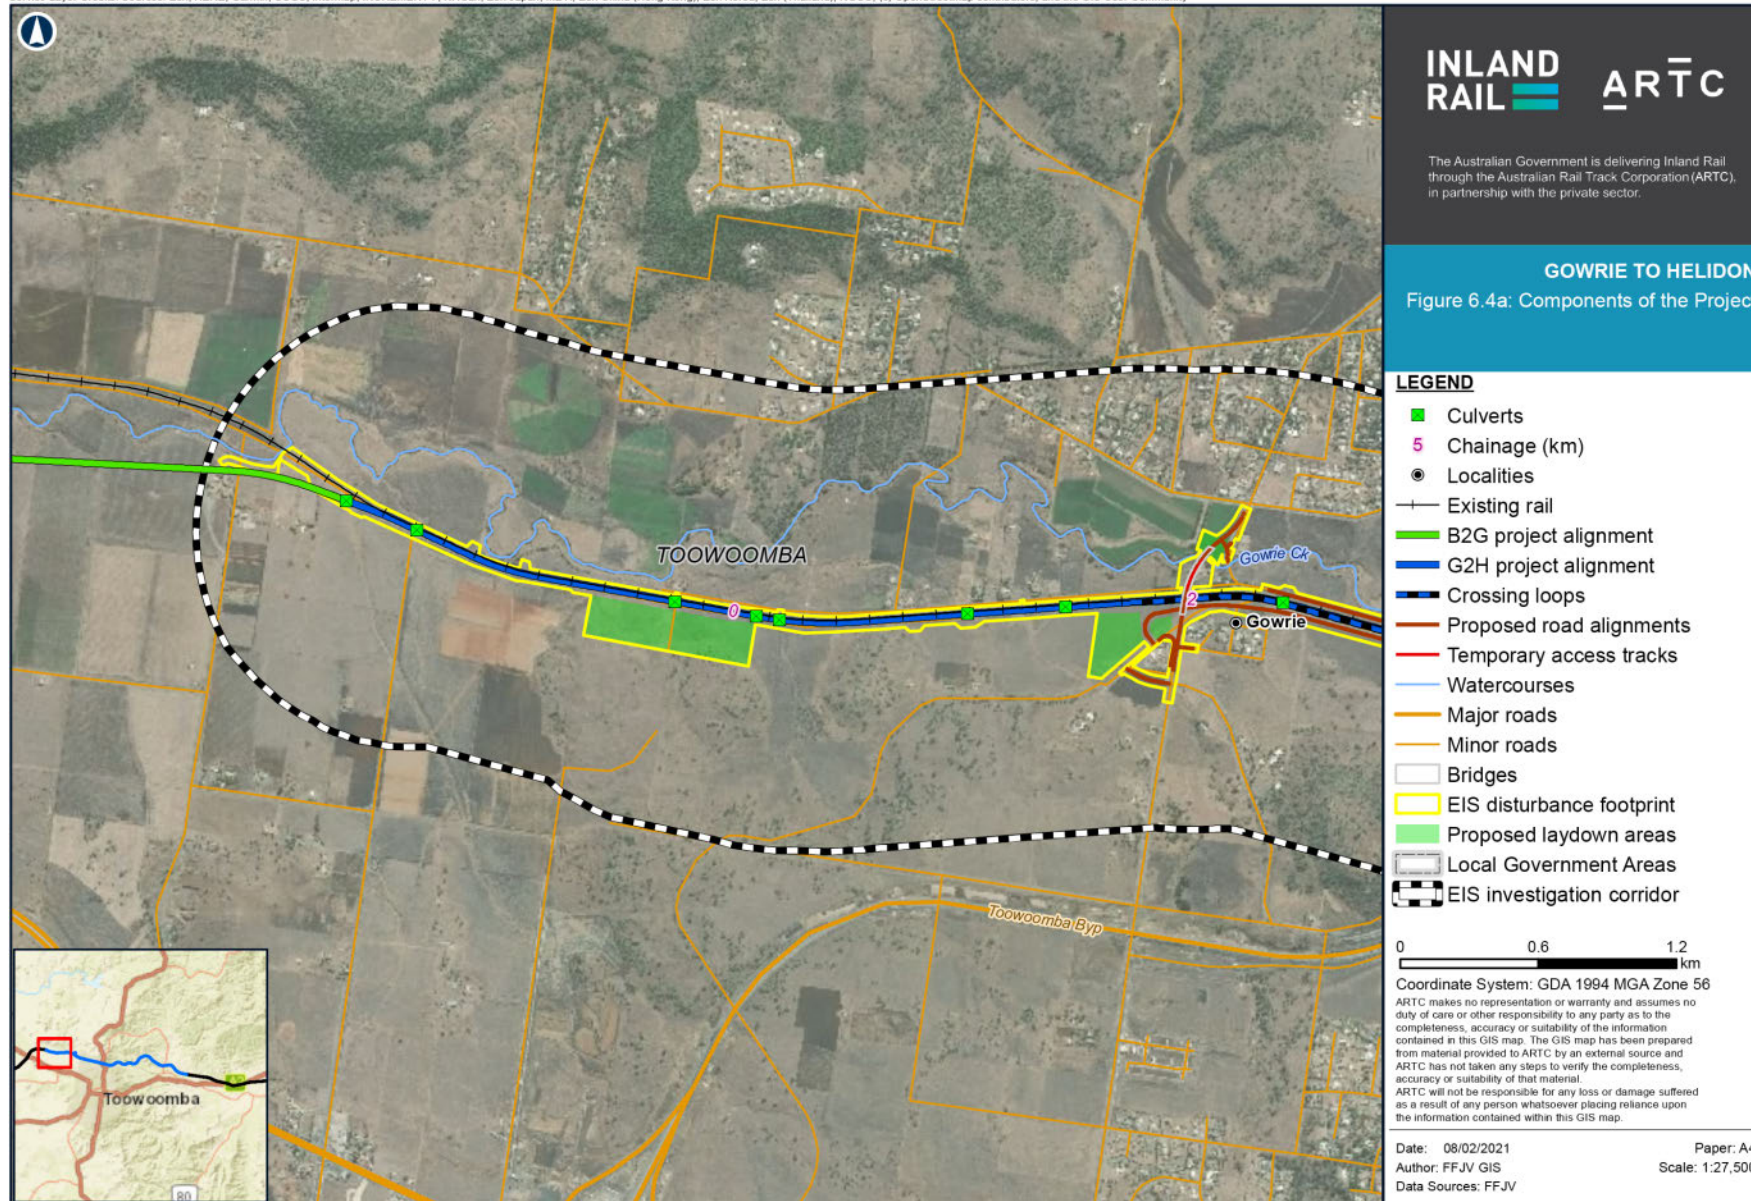 INLAND
RAIL
ARTC
The Australian Government is delivering Inland Rail
through the Australian Rail Track Corporation (ARTC),
in partnership with the private sector.
GOWRIE TO HELIDON
Figure 6.4a: Components of the Projec
LEGEND
Culverts
5 Chainage (km)
Localities
Existing rail
B2G project alignment
G2H project alignment
Crossing loops
Proposed road alignments
Temporary access tracks
Watercourses
Major roads
Minor roads
Bridges
EIS disturbance footprint
Proposed laydown areas
Local Government Areas
EIS investigation corridor
0 0.6 1.2
km
Coordinate System: GDA 1994 MGA Zone 56
ARTC makes no representation or warranty and assumes no
duty of care or other responsibility to any party as to the
completeness, accuracy or suitability of the information
contained in this GIS map. The GIS map has been prepared
from material provided to ARTC by an external source and
ARTC has not taken any steps to verify the completeness,
accuracy or suitability of that material.
ARTC will not be responsible for any loss or damage suffered
as a result of any person whatsoever placing reliance upon
the information contained within this GIS map.
Date: 08/02/2021 Paper: A4
Author: FFJV GIS Scale: 1:27,500
Data Sources: FFJV
TOOWOOMBA
Gowrie Ck
0
2
Gowrie
Toowoomba Byp
Toowoomba
A2
80